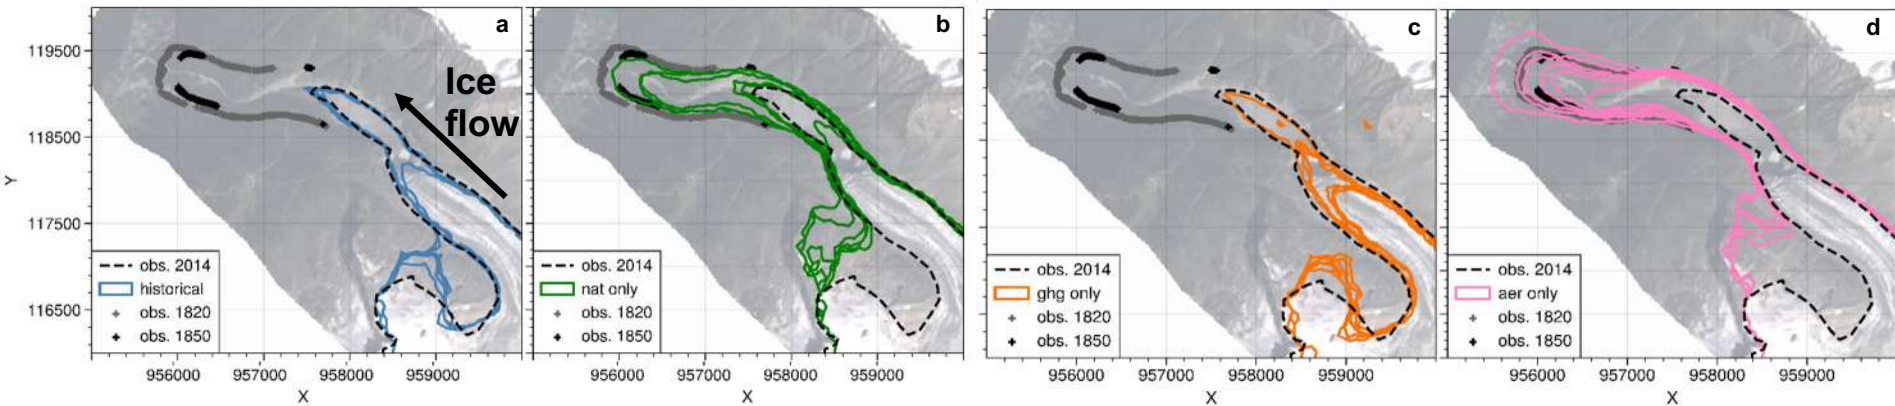 a
b
c
d
119500
118500
117500
116500
Y
Ice
flow
obs. 2014
historical
obs. 1820
obs. 1850
956000 957000 958000 959000
X
obs. 2014
nat only
obs. 1820
obs. 1850
956000 957000 958000 959000
X
obs. 2014
ghg only
obs. 1820
obs. 1850
956000 957000 958000 959000
X
obs. 2014
aer only
obs. 1820
obs. 1850
956000 957000 958000 959000
X